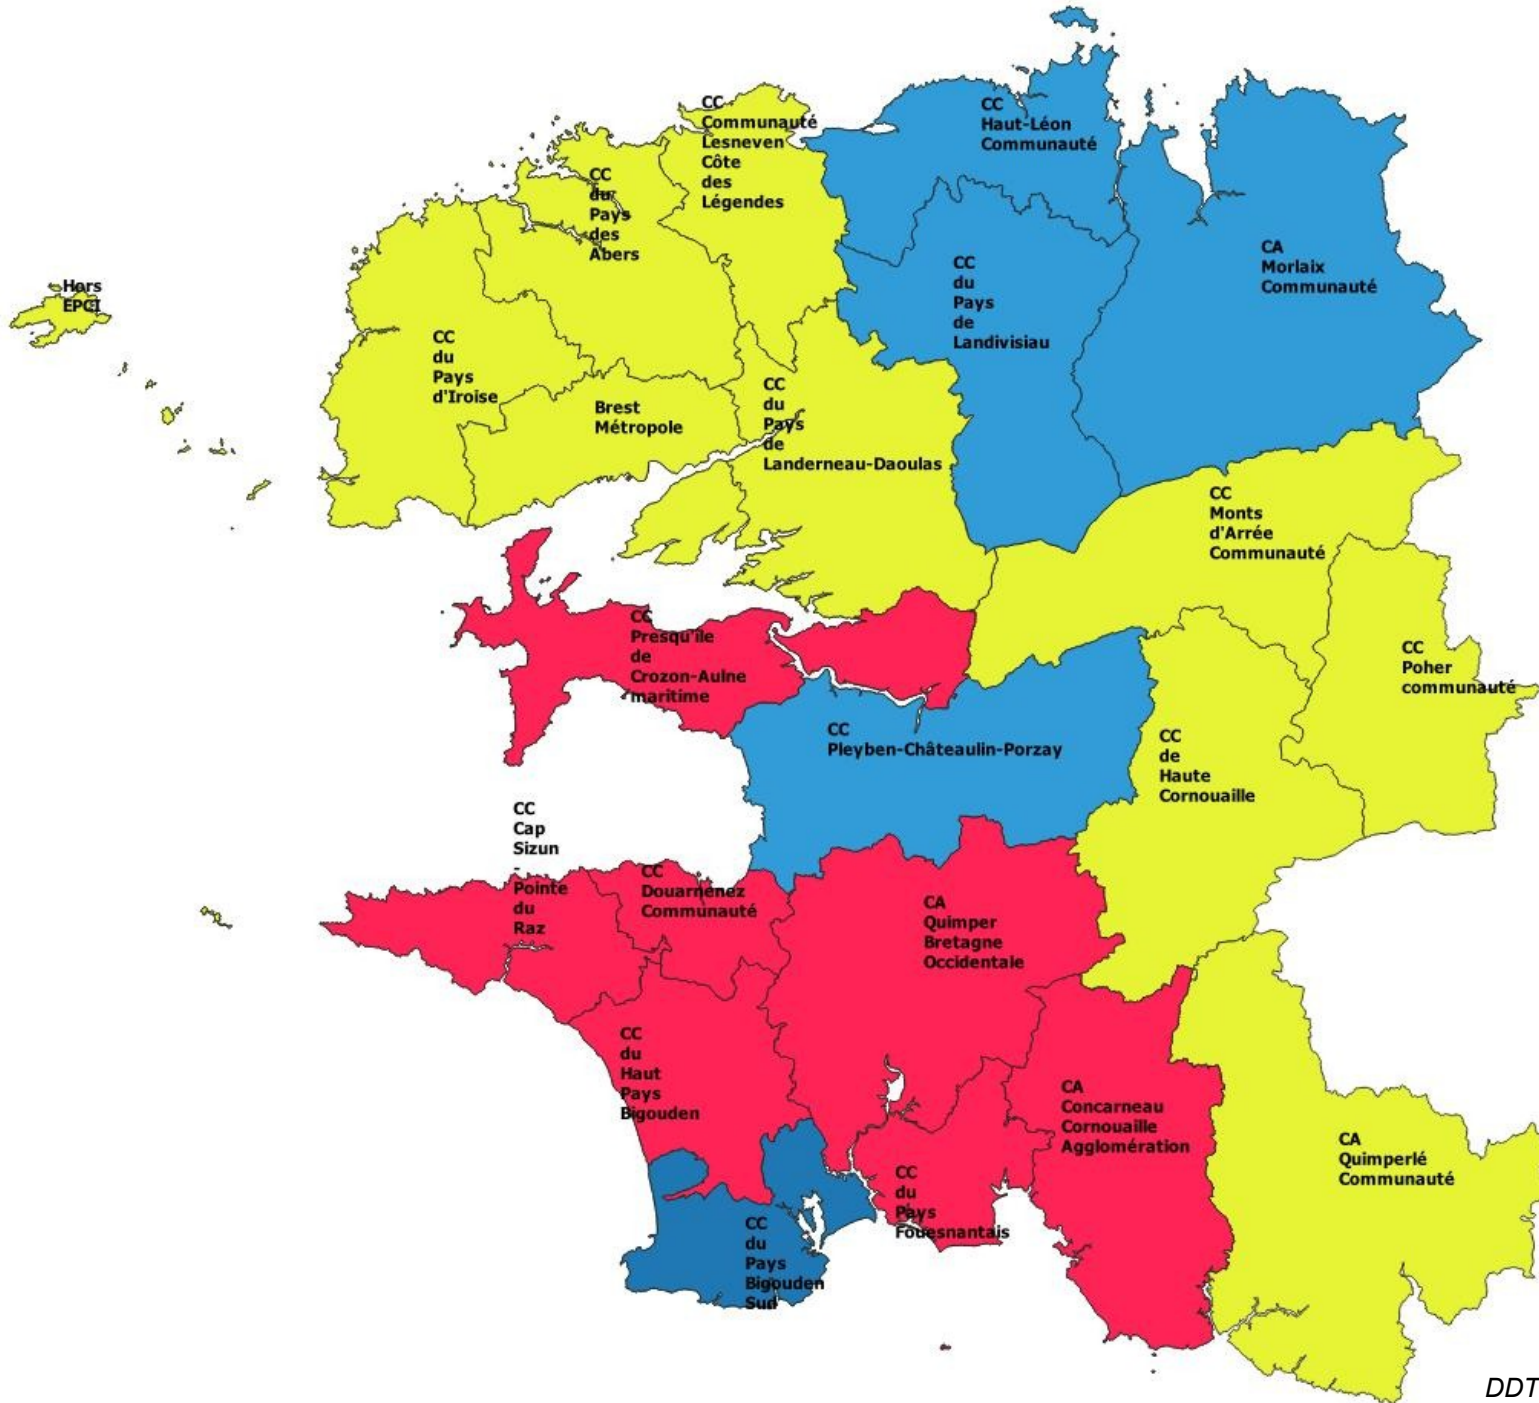 CC
Communauté
Lesneven
Côte
des
Légendes
CC
Haut-Léon
Communauté
CC
du
Pays
des
Abers
CA
Morlaix
Communauté
CC
du
Pays
de
Landivisiau
Hors
EPCI
CC
du
Pays
d'Iroise
Brest
Métropole
CC
du
Pays
de
Landerneau-Daoulas
CC
Monts
d'Arrée
Communauté
CC
Presqu'île
de
Crozon-Aulne
maritime
CC
Poher
communauté
CC
Pleyben-Châteaulin-Porzay
CC
de
Haute
Cornouaille
CC
Cap
Sizun
-
Pointe
du
Raz
CC
Douarnenez
Communauté
CA
Quimper
Bretagne
Occidentale
CC
du
Haut
Pays
Bigouden
CA
Concarneau
Cornouaille
Agglomération
CA
Quimperlé
Communauté
CC
du
Pays
Fouesnantais
CC
du
Pays
Bigouden
Sud
DDT